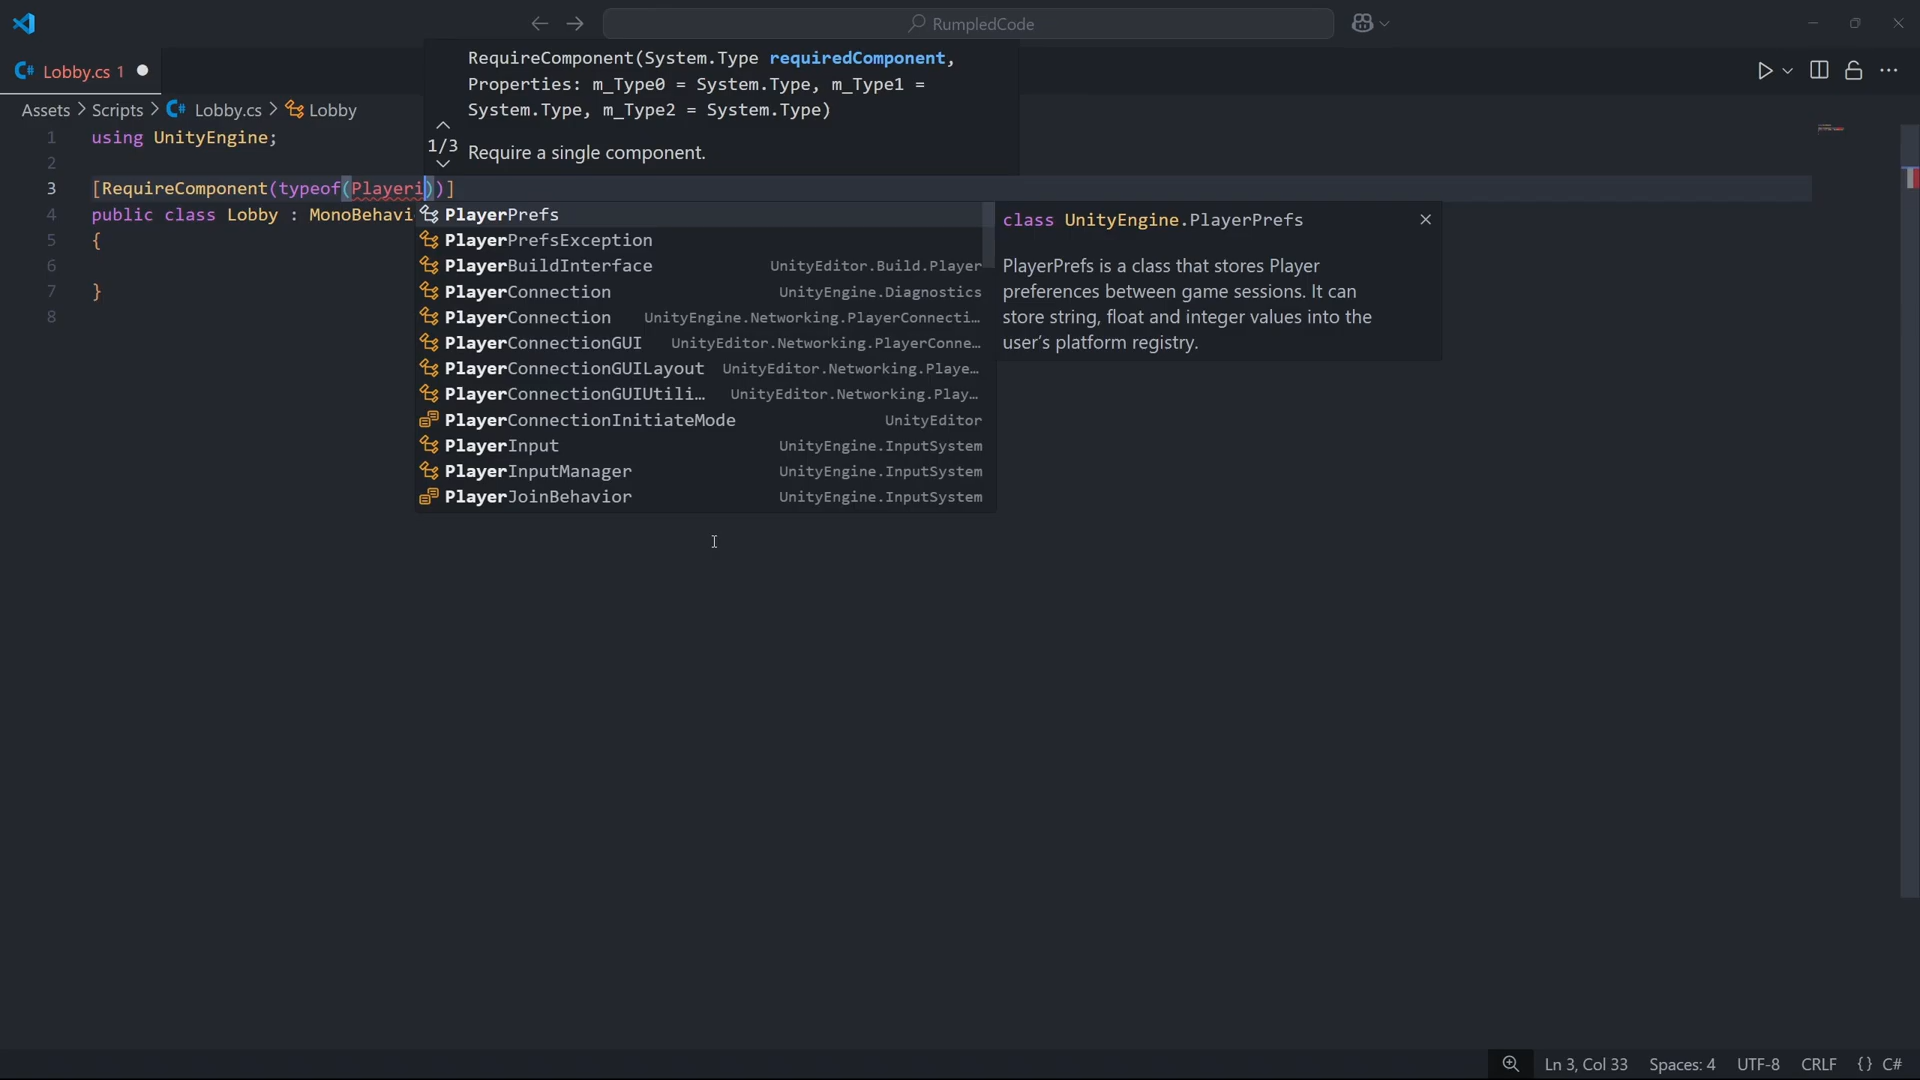 RumpledCode
Lobby.cs 1
Assets > Scripts > Lobby.cs > Lobby
RequireComponent(System.Type requiredComponent,
Properties: m_Type0 = System.Type, m_Type1 =
System.Type, m_Type2 = System.Type)
1/3
Require a single component.
1 using UnityEngine;
2
3 [RequireComponent(typeof(Playeri))]
4 public class Lobby : MonoBehavi
5 {
6
7 }
8
PlayerPrefs
PlayerPrefsException
PlayerBuildInterface UnityEditor.Build.Player
PlayerConnection UnityEngine.Diagnostics
PlayerConnection UnityEngine.Networking.PlayerConnecti…
PlayerConnectionGUI UnityEditor.Networking.PlayerConne…
PlayerConnectionGUILayout UnityEditor.Networking.Playe…
PlayerConnectionGUIUtili… UnityEditor.Networking.Play…
PlayerConnectionInitiateMode UnityEditor
PlayerInput UnityEngine.InputSystem
PlayerInputManager UnityEngine.InputSystem
PlayerJoinBehavior UnityEngine.InputSystem
class UnityEngine.PlayerPrefs
PlayerPrefs is a class that stores Player
preferences between game sessions. It can
store string, float and integer values into the
user’s platform registry.
Ln 3, Col 33 Spaces: 4 UTF-8 CRLF {} C#